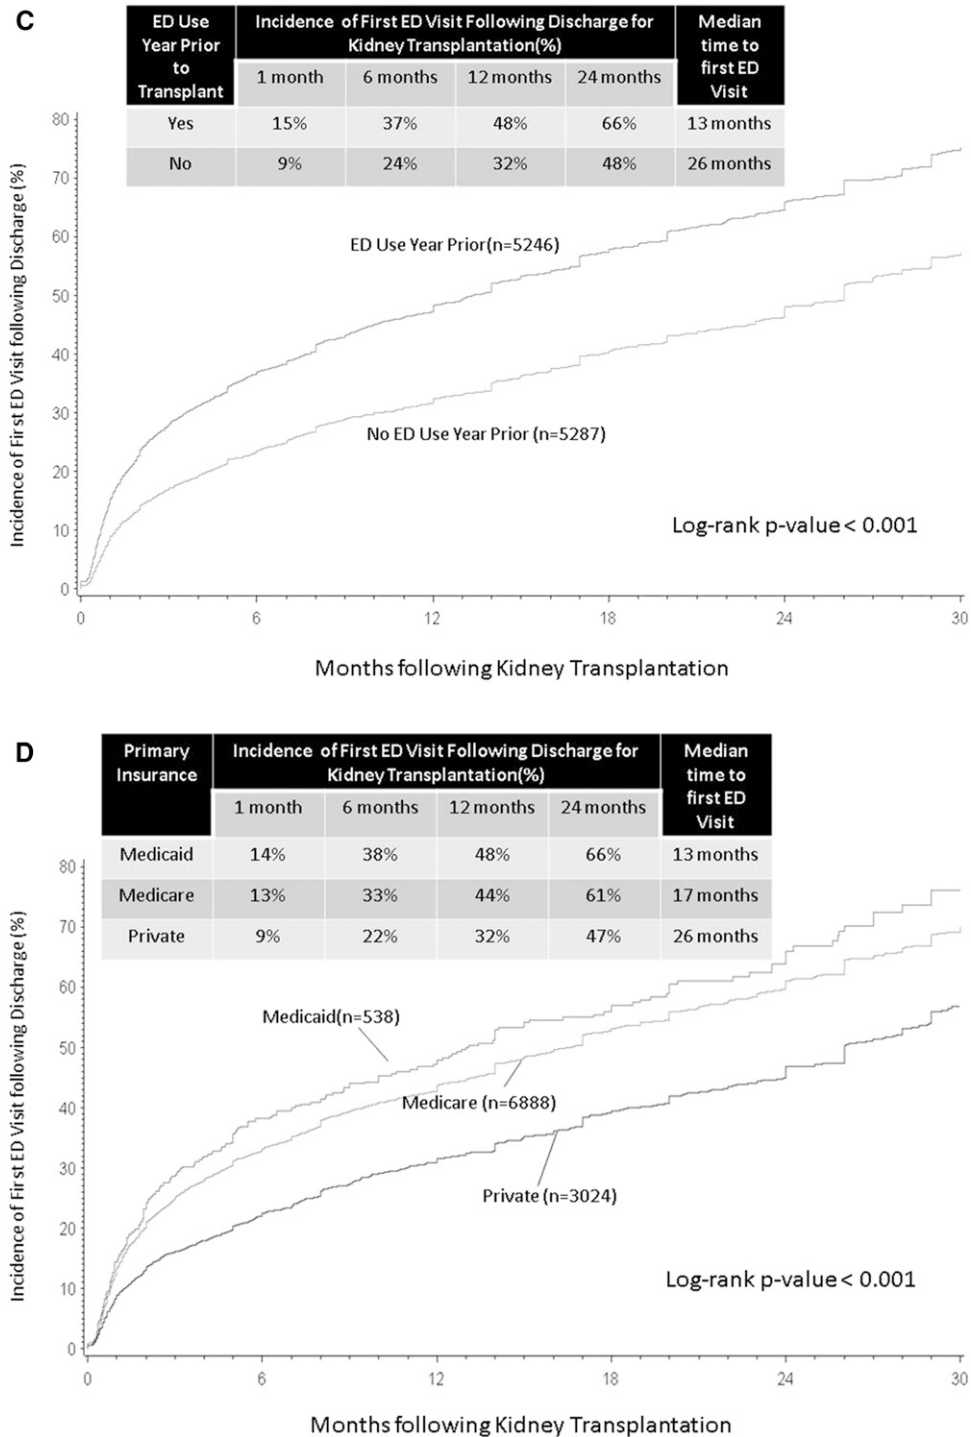 C
ED Use Year Prior to Transplant
Incidence of First ED Visit Following Discharge for Kidney Transplantation(%)
Median time to first ED Visit
1 month 6 months 12 months 24 months
Yes 15% 37% 48% 66% 13 months
No 9% 24% 32% 48% 26 months
Incidence of First ED Visit following Discharge (%)
80
70
60
50
40
30
20
10
0
ED Use Year Prior(n=5246)
No ED Use Year Prior (n=5287)
Log-rank p-value < 0.001
0 6 12 18 24 30
Months following Kidney Transplantation
D
Primary Insurance
Incidence of First ED Visit Following Discharge for Kidney Transplantation(%)
Median time to first ED Visit
1 month 6 months 12 months 24 months
Medicaid 14% 38% 48% 66% 13 months
Medicare 13% 33% 44% 61% 17 months
Private 9% 22% 32% 47% 26 months
Incidence of First ED Visit following Discharge (%)
80
70
60
50
40
30
20
10
0
Medicaid(n=538)
Medicare (n=6888)
Private (n=3024)
Log-rank p-value < 0.001
0 6 12 18 24 30
Months following Kidney Transplantation